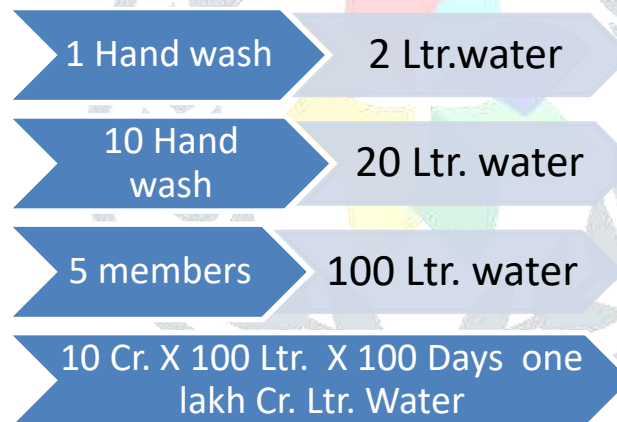 1 Hand wash
2 Ltr.water
10 Hand
wash
20 Ltr. water
5 members
100 Ltr. water
10 Cr. X 100 Ltr. X 100 Days one
lakh Cr. Ltr. Water